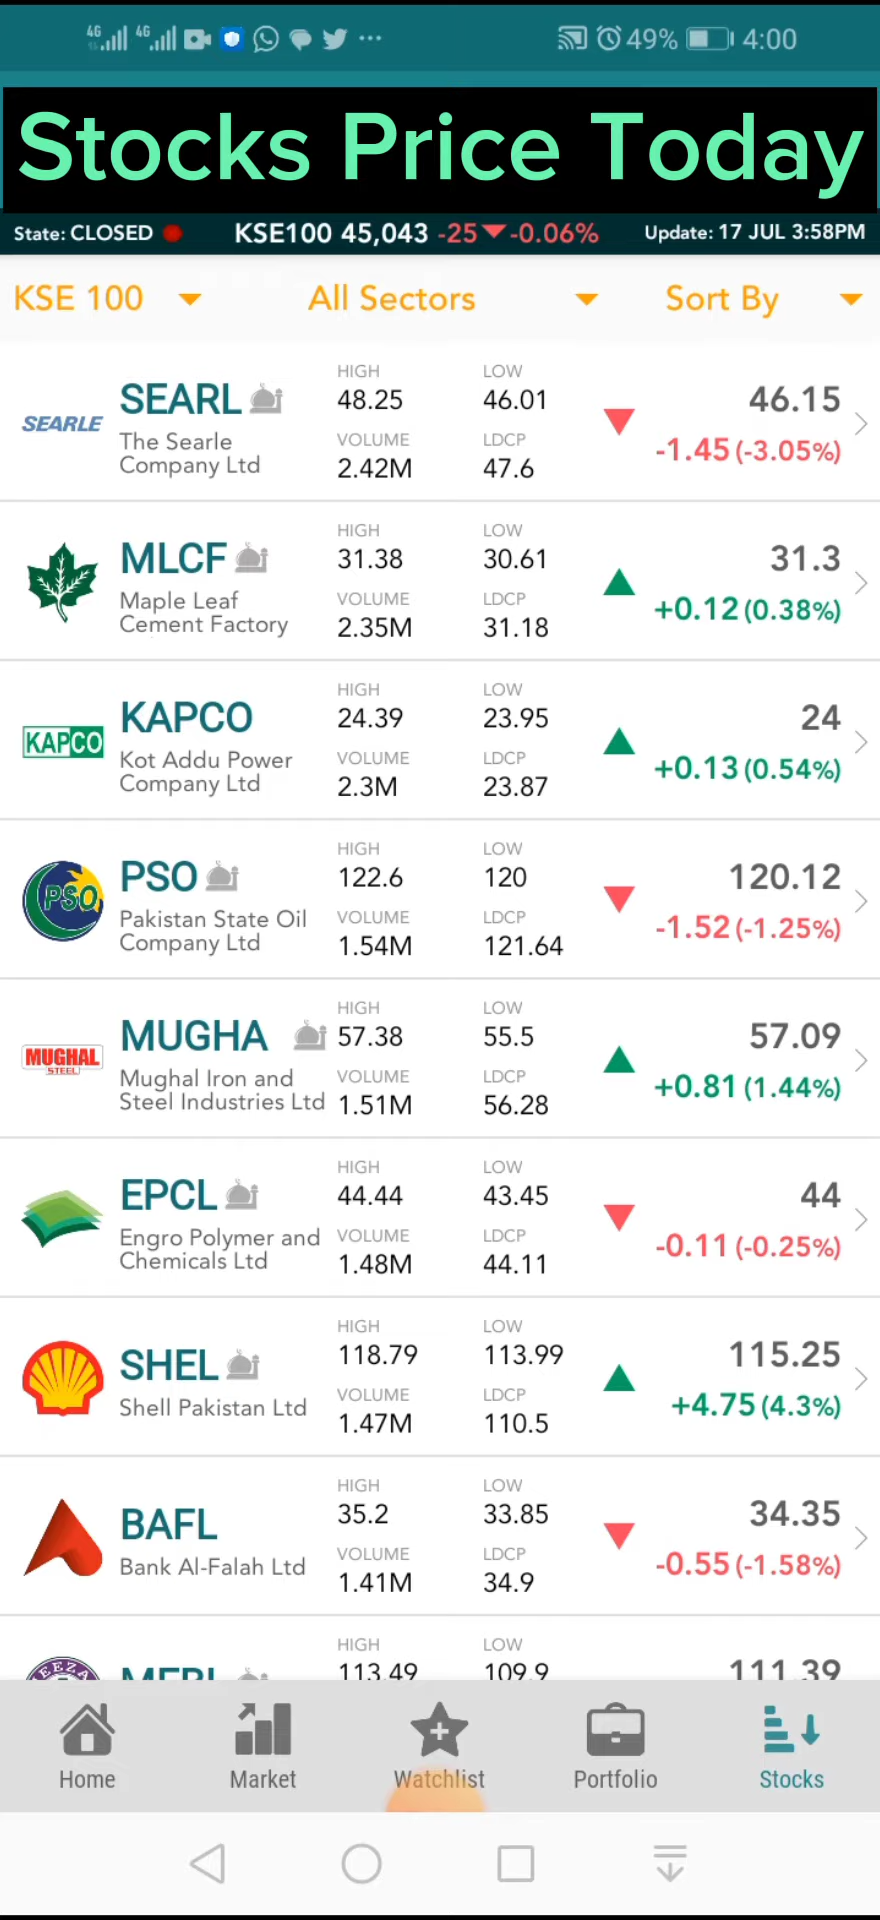 4G 4G 49% 4:00
Stocks Price Today
State: CLOSED KSE100 45,043 -25 -0.06% Update: 17 JUL 3:58PM
KSE 100 All Sectors Sort By
SEARLE
SEARL
The Searle
Company Ltd
HIGH LOW
48.25 46.01
VOLUME LDCP
2.42M 47.6
46.15
-1.45 (-3.05%)
MLCF
Maple Leaf
Cement Factory
HIGH LOW
31.38 30.61
VOLUME LDCP
2.35M 31.18
31.3
+0.12 (0.38%)
KAPCO
KAPCO
Kot Addu Power
Company Ltd
HIGH LOW
24.39 23.95
VOLUME LDCP
2.3M 23.87
24
+0.13 (0.54%)
PSO
PSO
Pakistan State Oil
Company Ltd
HIGH LOW
122.6 120
VOLUME LDCP
1.54M 121.64
120.12
-1.52 (-1.25%)
MUGHAL
STEEL
MUGHA
Mughal Iron and
Steel Industries Ltd
HIGH LOW
57.38 55.5
VOLUME LDCP
1.51M 56.28
57.09
+0.81 (1.44%)
EPCL
Engro Polymer and
Chemicals Ltd
HIGH LOW
44.44 43.45
VOLUME LDCP
1.48M 44.11
44
-0.11 (-0.25%)
SHEL
Shell Pakistan Ltd
HIGH LOW
118.79 113.99
VOLUME LDCP
1.47M 110.5
115.25
+4.75 (4.3%)
BAFL
Bank Al-Falah Ltd
HIGH LOW
35.2 33.85
VOLUME LDCP
1.41M 34.9
34.35
-0.55 (-1.58%)
HIGH LOW
113.49 109.9
111.39
Home Market Watchlist Portfolio Stocks